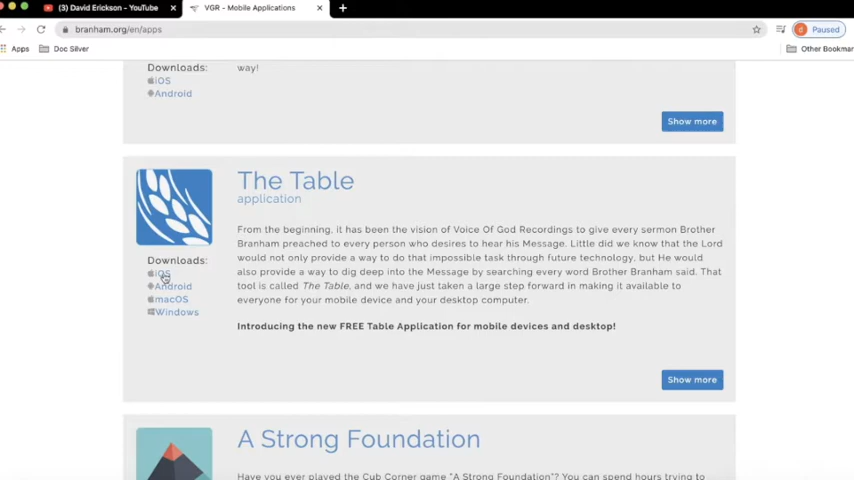 (3) David Erickson - YouTube
VGR - Mobile Applications
branham.org/en/apps
Paused
Apps
Doc Silver
Other Bookmar
Downloads:
iOS
Android
way!
Show more
The Table
application
From the beginning, it has been the vision of Voice Of God Recordings to give every sermon Brother
Branham preached to every person who desires to hear his Message. Little did we know that the Lord
would not only provide a way to do that impossible task through future technology, but He would
also provide a way to dig deep into the Message by searching every word Brother Branham said. That
tool is called The Table, and we have just taken a large step forward in making it available to
everyone for your mobile device and your desktop computer.
Introducing the new FREE Table Application for mobile devices and desktop!
Downloads:
iOS
Android
macOS
Windows
Show more
A Strong Foundation
Have you ever played the Cub Corner game "A Strong Foundation"? You can spend hours trying to